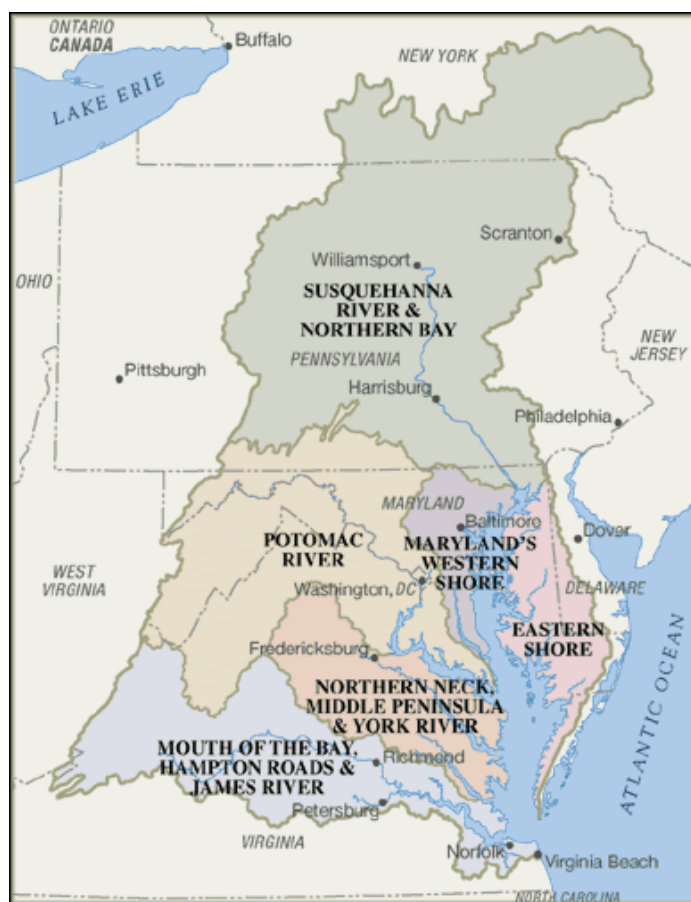 ONTARIO
CANADA
Buffalo
NEW YORK
LAKE ERIE
Scranton
Williamsport
OHIO
SUSQUEHANNA
RIVER &
NORTHERN BAY
NEW
JERSEY
PENNSYLVANIA
Pittsburgh
Harrisburg
Philadelphia
MARYLAND
Baltimore
Dover
POTOMAC
RIVER
MARYLAND'S
WESTERN
SHORE
WEST
VIRGINIA
Washington, DC
DELAWARE
EASTERN
SHORE
Fredericksburg
NORTHERN NECK,
MIDDLE PENINSULA
& YORK RIVER
ATLANTIC OCEAN
MOUTH OF THE BAY,
HAMPTON ROADS &
JAMES RIVER
Richmond
Petersburg
VIRGINIA
Norfolk
Virginia Beach
NORTH CAROLINA